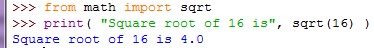 >>> from math import sqrt
>>> print( "Square root of 16 is", sqrt(16) )
Square root of 16 is 4.0